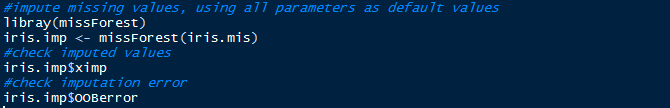 #impute missing values, using all parameters as default values
libray(missForest)
iris.imp <- missForest(iris.mis)
#check imputed values
iris.imp$ximp
#check imputation error
iris.imp$OOBerror